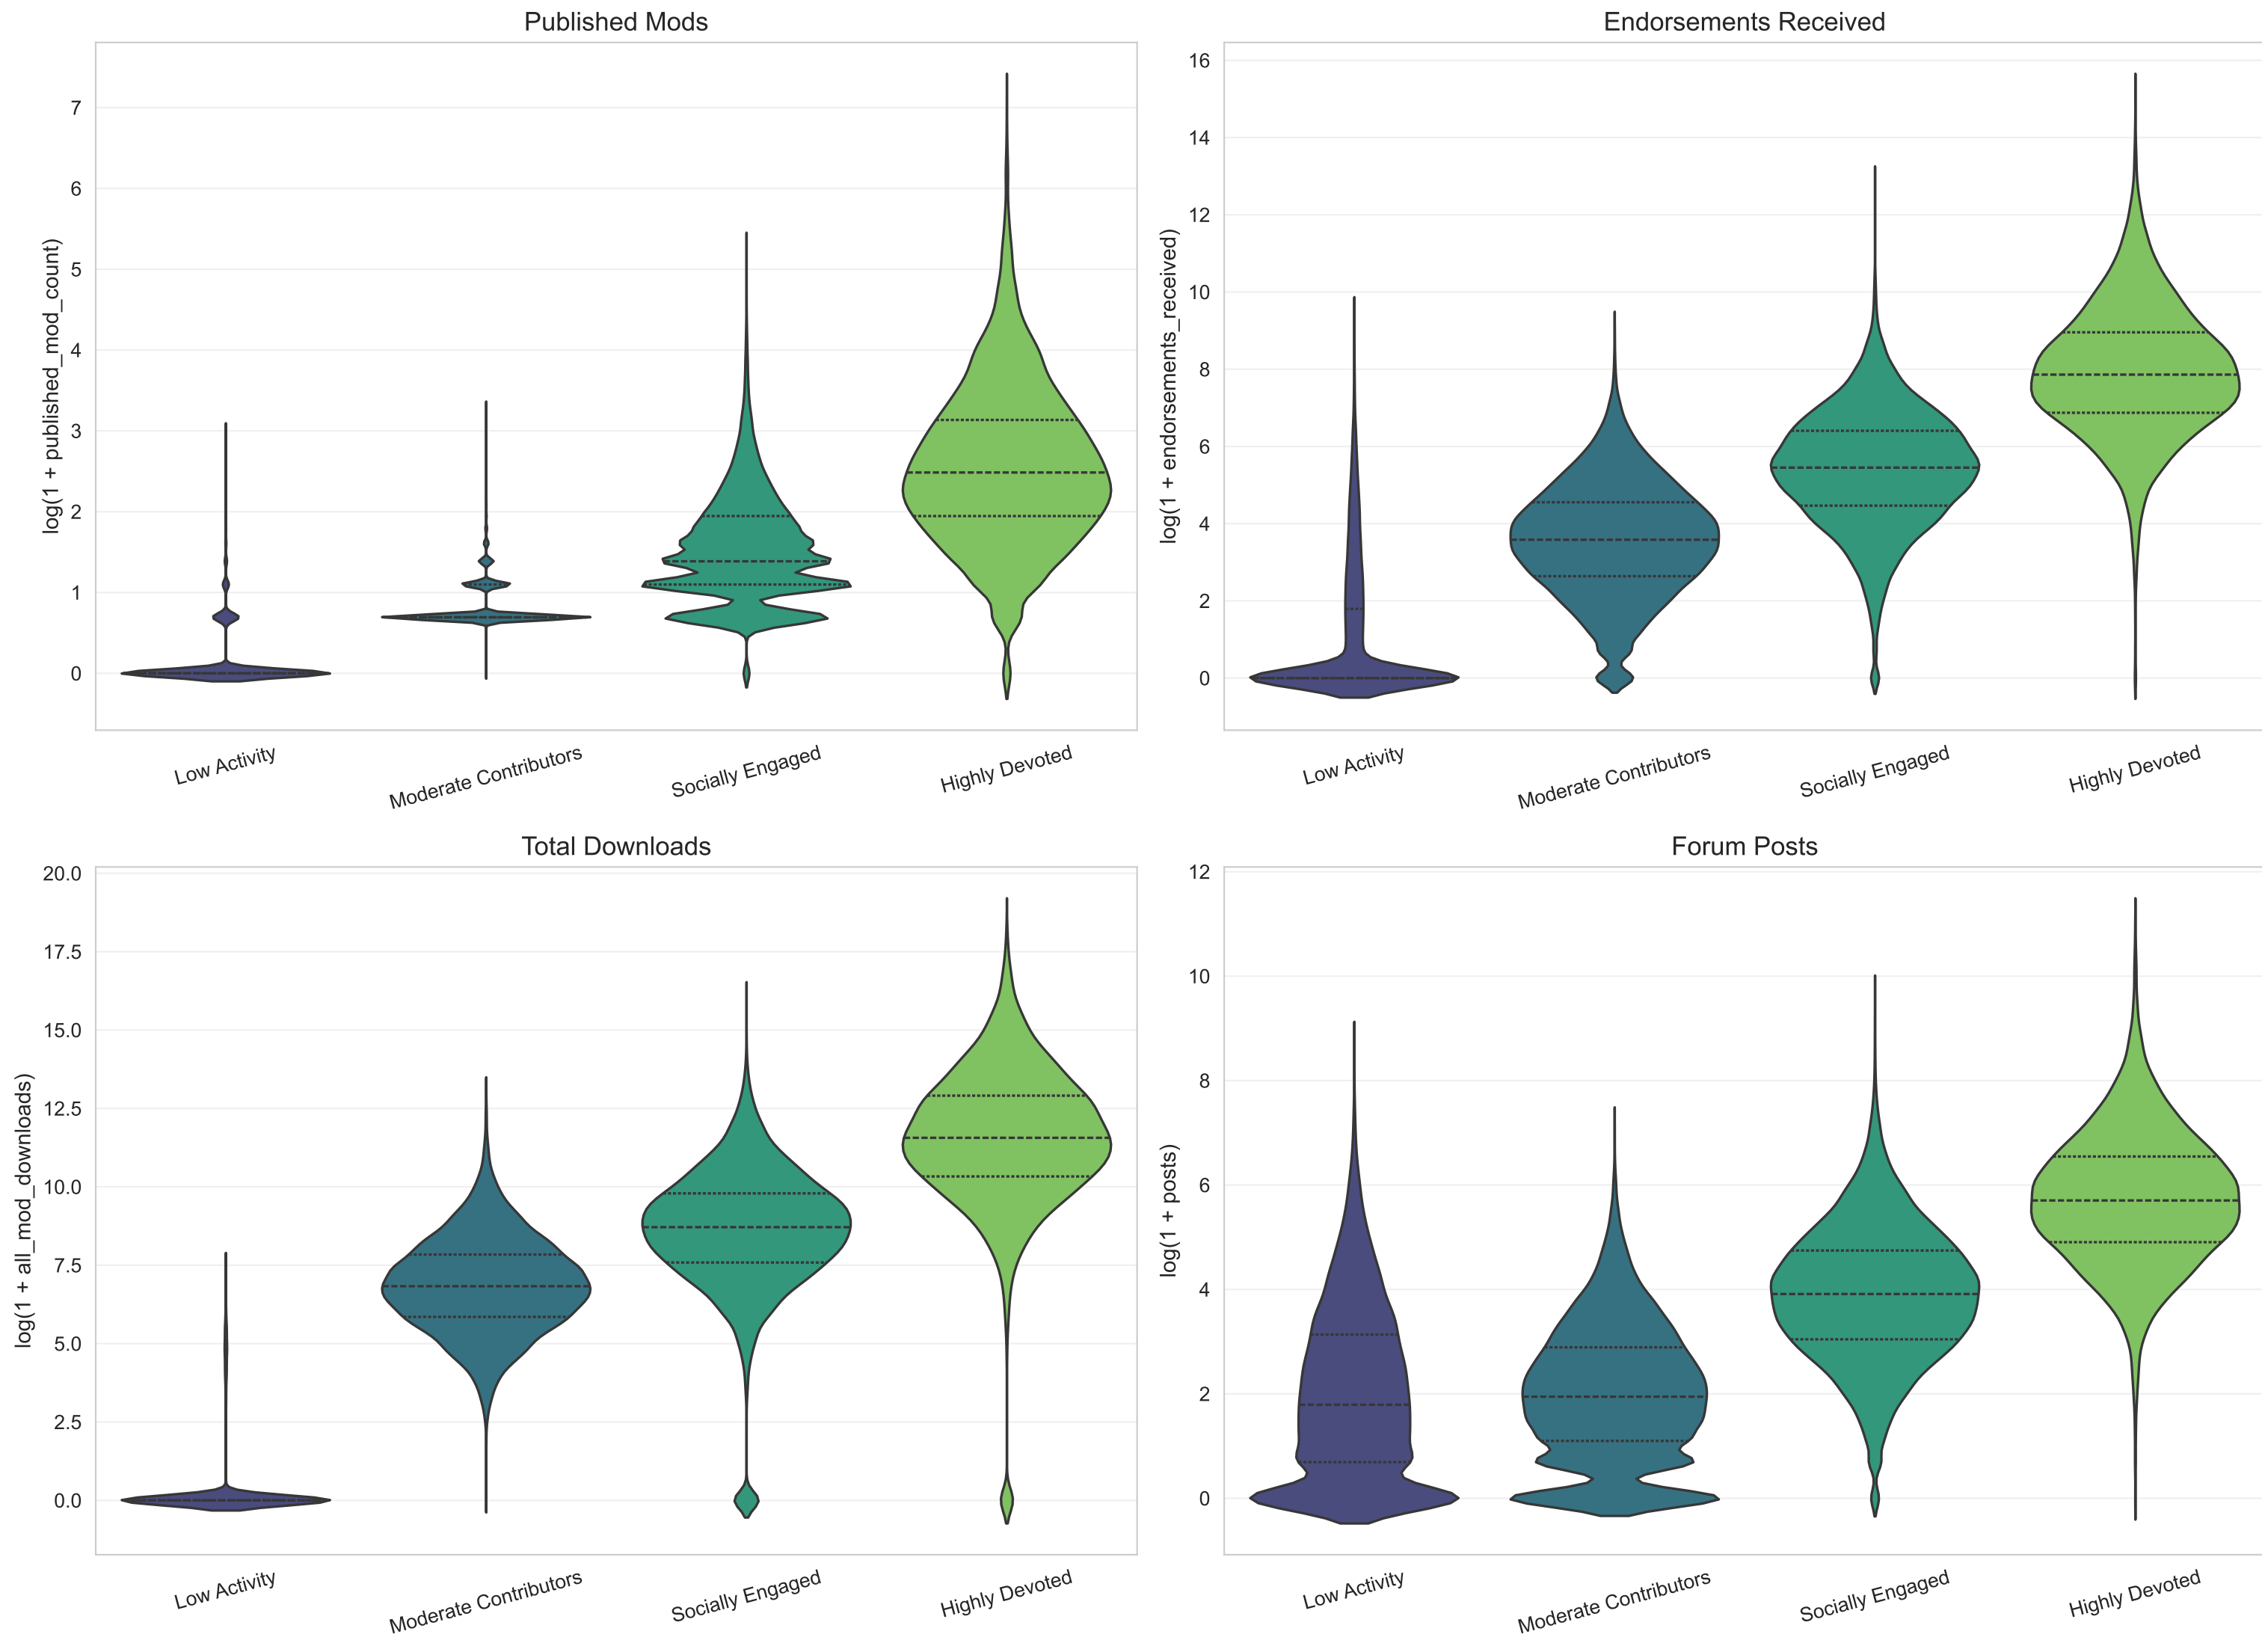 Published Mods
log(1 + published_mod_count)
7
6
5
4
3
2
1
0
Low Activity
Moderate Contributors
Socially Engaged
Highly Devoted
Endorsements Received
log(1 + endorsements_received)
16
14
12
10
8
6
4
2
0
Low Activity
Moderate Contributors
Socially Engaged
Highly Devoted
Total Downloads
log(1 + all_mod_downloads)
20.0
17.5
15.0
12.5
10.0
7.5
5.0
2.5
0.0
Low Activity
Moderate Contributors
Socially Engaged
Highly Devoted
Forum Posts
log(1 + posts)
12
10
8
6
4
2
0
Low Activity
Moderate Contributors
Socially Engaged
Highly Devoted